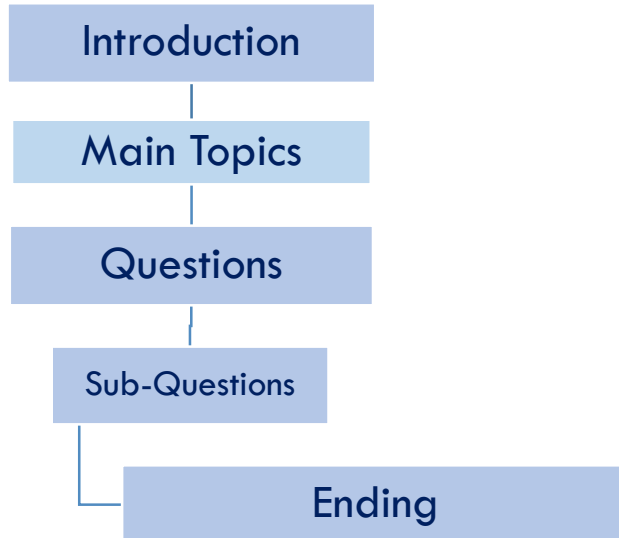 Introduction
Main Topics
Questions
Sub-Questions
Ending